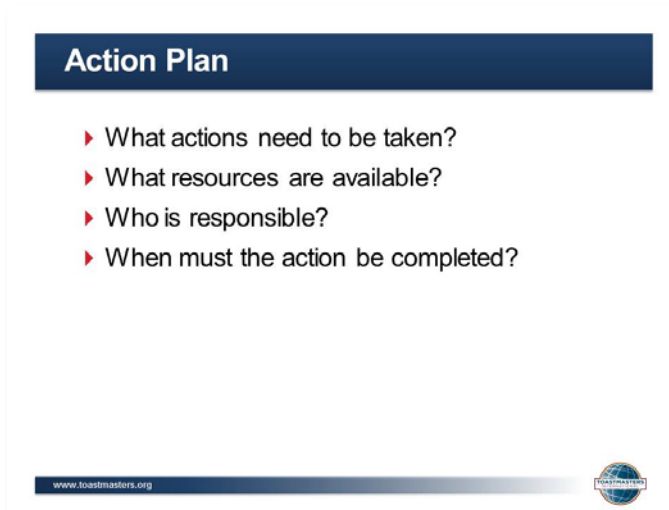 Action Plan
What actions need to be taken?
What resources are available?
Who is responsible?
When must the action be completed?
www.toastmasters.org
TOASTMASTERS
INTERNATIONAL